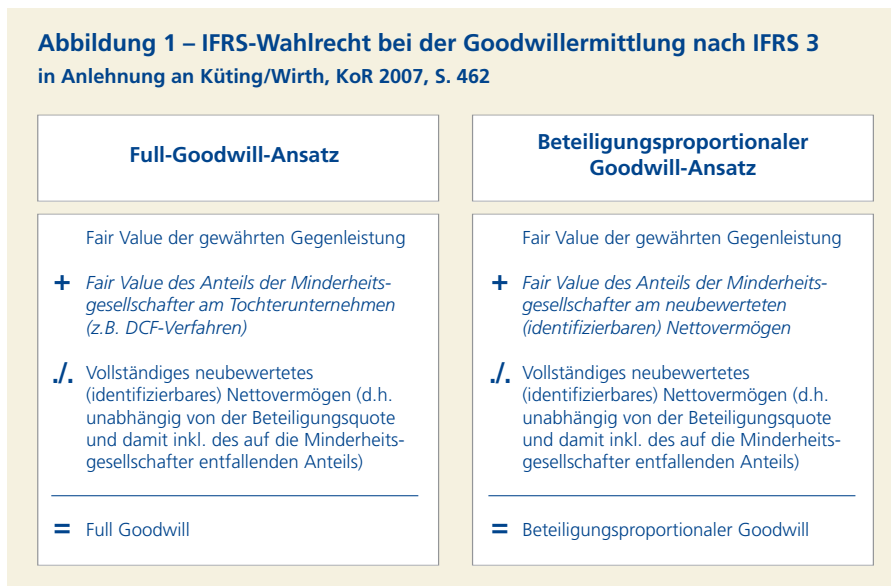 Abbildung 1 – IFRS-Wahlrecht bei der Goodwillermittlung nach IFRS 3
in Anlehnung an Küting/Wirth, KoR 2007, S. 462
Full-Goodwill-Ansatz
Fair Value der gewährten Gegenleistung
+ Fair Value des Anteils der Minderheits-
gesellschafter am Tochterunternehmen
(z.B. DCF-Verfahren)
./. Vollständiges neubewertetes
(identifizierbares) Nettovermögen (d.h.
unabhängig von der Beteiligungsquote
und damit inkl. des auf die Minderheits-
gesellschafter entfallenden Anteils)
= Full Goodwill
Beteiligungsproportionaler
Goodwill-Ansatz
Fair Value der gewährten Gegenleistung
+ Fair Value des Anteils der Minderheits-
gesellschafter am neubewerteten
(identifizierbaren) Nettovermögen
./. Vollständiges neubewertetes
(identifizierbares) Nettovermögen (d.h.
unabhängig von der Beteiligungsquote
und damit inkl. des auf die Minderheits-
gesellschafter entfallenden Anteils)
= Beteiligungsproportionaler Goodwill